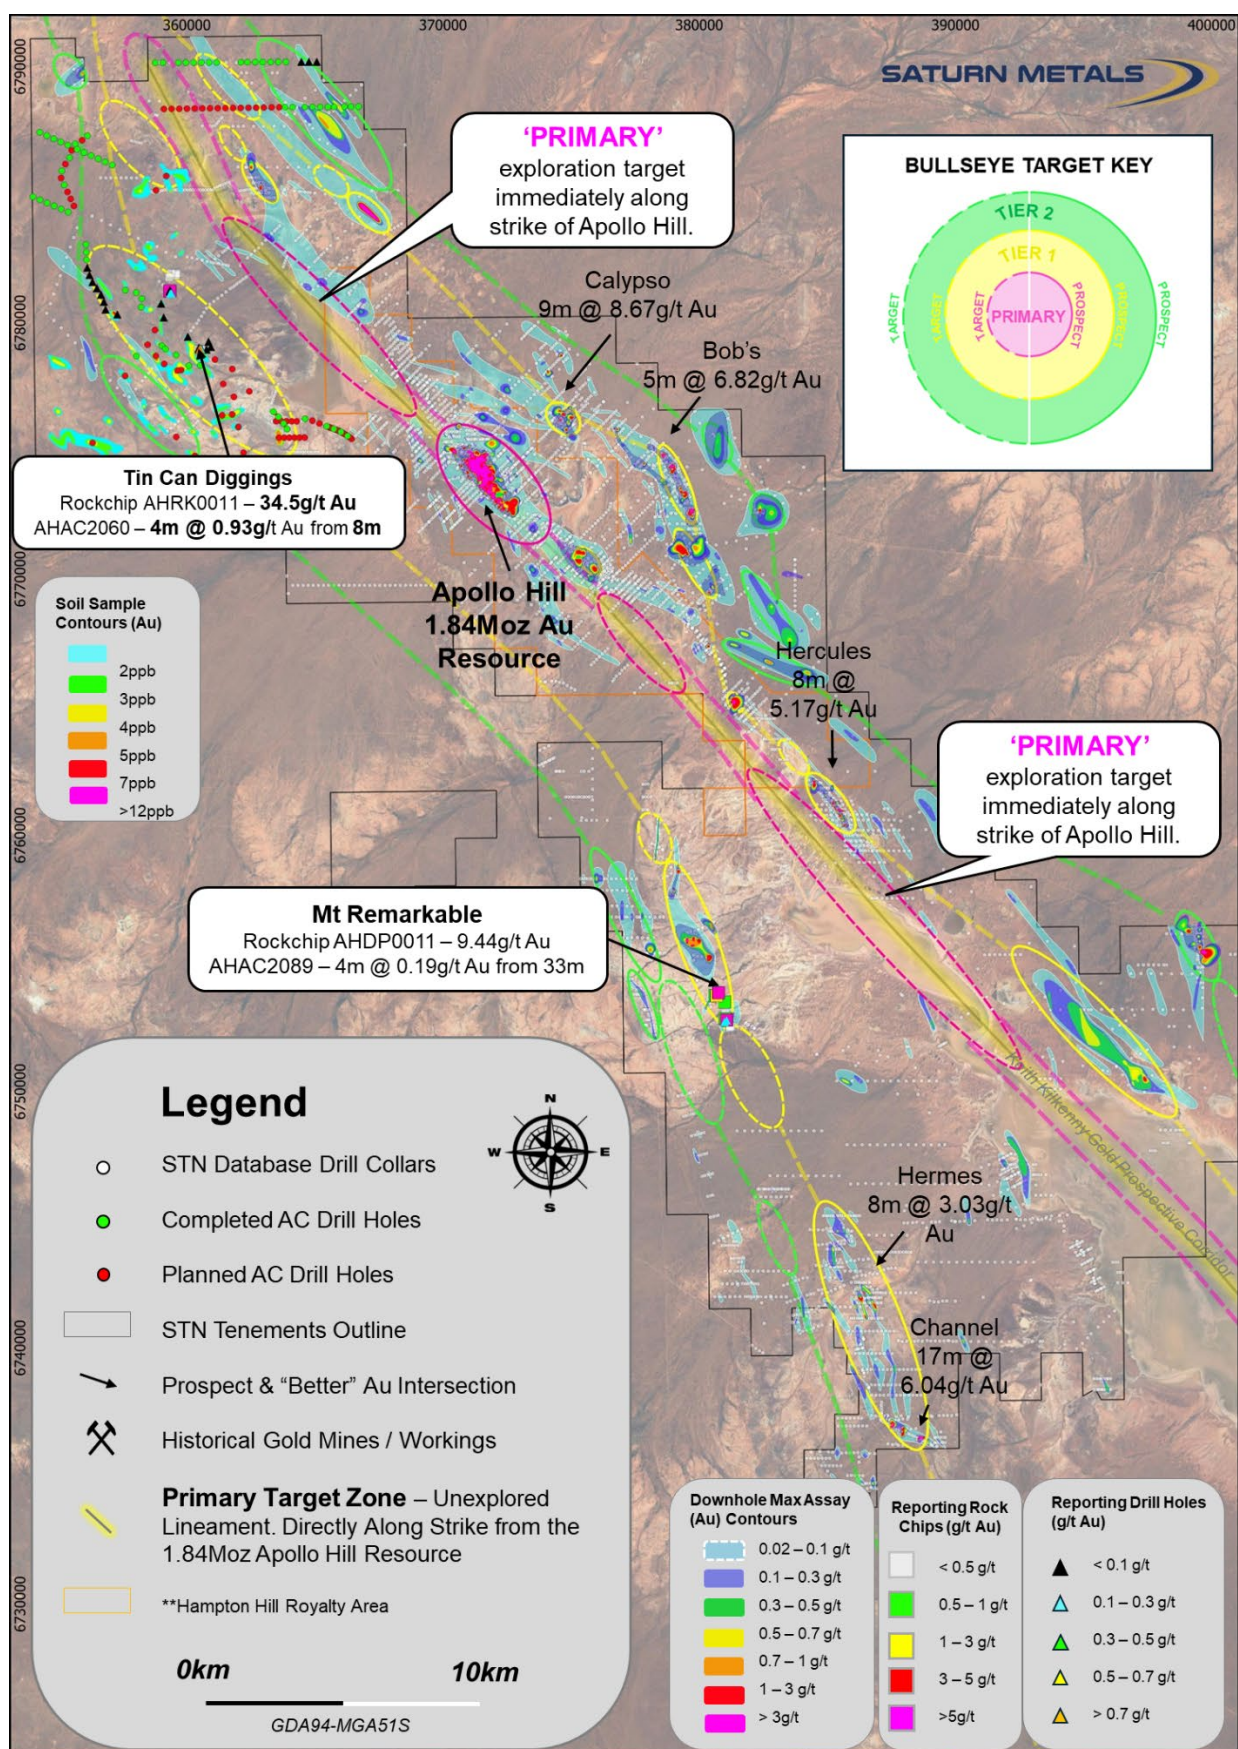 360000
370000
380000
390000
400000
6790000
6780000
6770000
6760000
6750000
6740000
6730000
SATURN METALS
'PRIMARY'
exploration target
immediately along
strike of Apollo Hill.
BULLSEYE TARGET KEY
TIER 2
TIER 1
PRIMARY
TARGET
TARGET
TARGET
PROSPECT
PROSPECT
PROSPECT
Calypso
9m @ 8.67g/t Au
Bob's
5m @ 6.82g/t Au
Tin Can Diggings
Rockchip AHRK0011 – 34.5g/t Au
AHAC2060 – 4m @ 0.93g/t Au from 8m
Apollo Hill
1.84Moz Au
Resource
Soil Sample
Contours (Au)
2ppb
3ppb
4ppb
5ppb
7ppb
>12ppb
Hercules
8m @
5.17g/t Au
'PRIMARY'
exploration target
immediately along
strike of Apollo Hill.
Mt Remarkable
Rockchip AHDP0011 – 9.44g/t Au
AHAC2089 – 4m @ 0.19g/t Au from 33m
Keith Kilkenny Gold Prospective Corridor
Hermes
8m @ 3.03g/t
Au
Channel
17m @
6.04g/t Au
Legend
N
W E
S
STN Database Drill Collars
Completed AC Drill Holes
Planned AC Drill Holes
STN Tenements Outline
Prospect & “Better” Au Intersection
Historical Gold Mines / Workings
Primary Target Zone – Unexplored
Lineament. Directly Along Strike from the
1.84Moz Apollo Hill Resource
**Hampton Hill Royalty Area
0km 10km
GDA94-MGA51S
Downhole Max Assay
(Au) Contours
0.02 – 0.1 g/t
0.1 – 0.3 g/t
0.3 – 0.5 g/t
0.5 – 0.7 g/t
0.7 – 1 g/t
1 – 3 g/t
> 3g/t
Reporting Rock
Chips (g/t Au)
< 0.5 g/t
0.5 – 1 g/t
1 – 3 g/t
3 – 5 g/t
>5g/t
Reporting Drill Holes
(g/t Au)
< 0.1 g/t
0.1 – 0.3 g/t
0.3 – 0.5 g/t
0.5 – 0.7 g/t
> 0.7 g/t